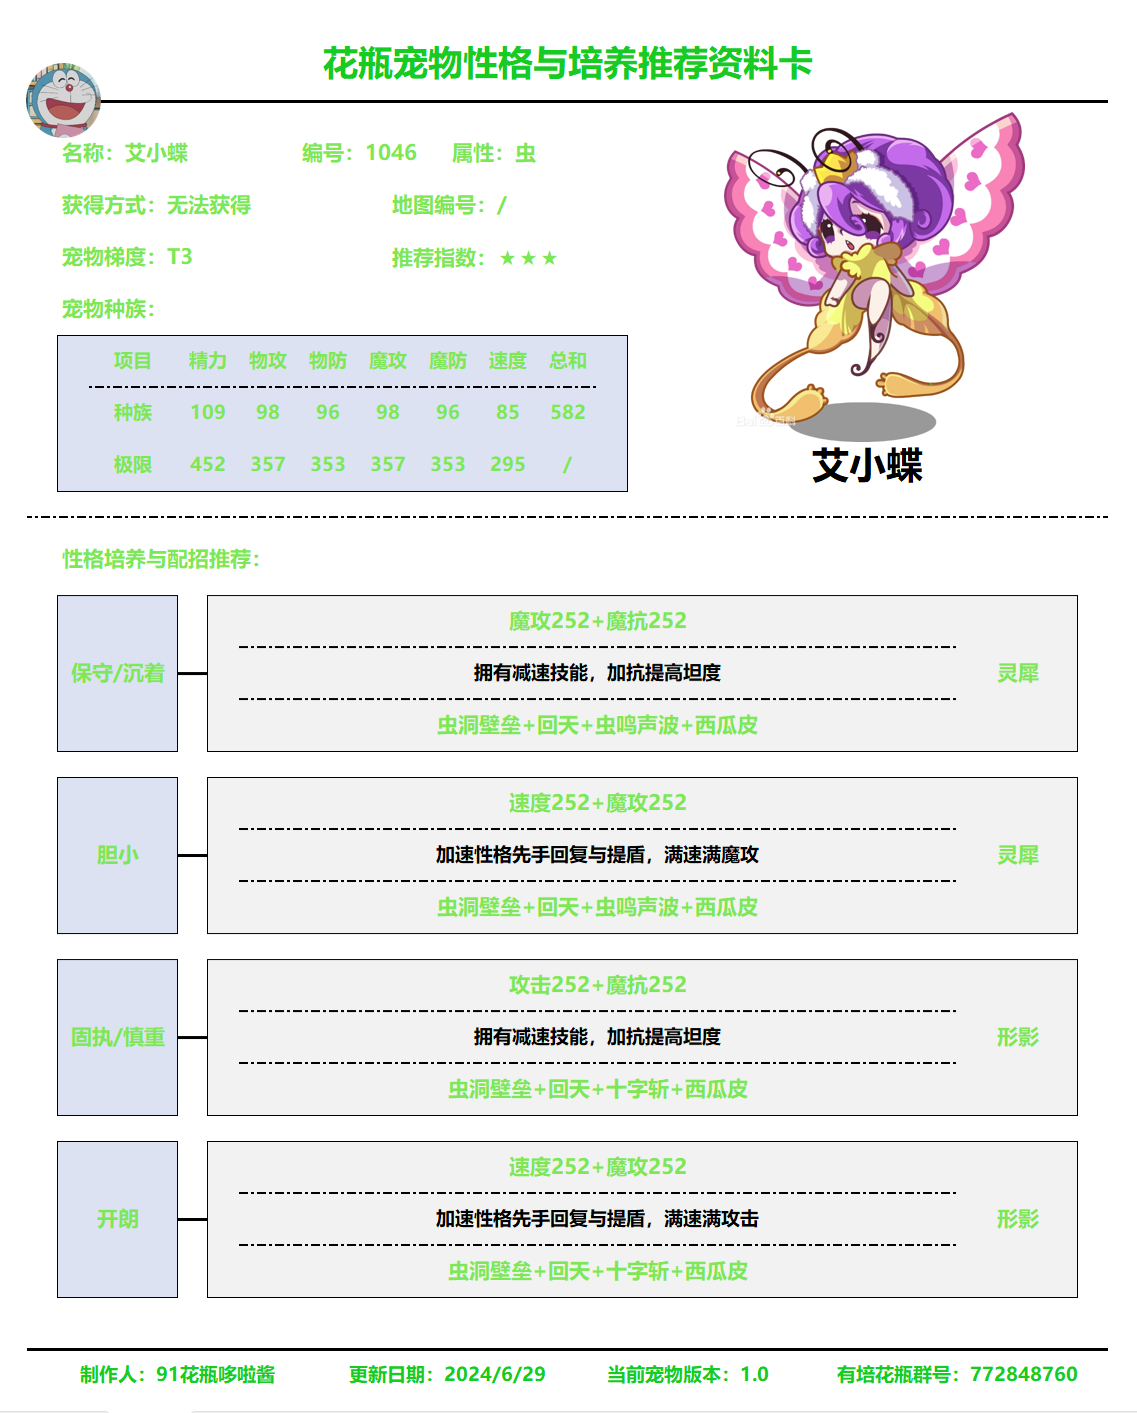 花瓶宠物性格与培养推荐资料卡
名称：艾小蝶 编号：1046 属性：虫
获得方式：无法获得 地图编号：/
宠物梯度：T3 推荐指数：★★★
宠物种族：
项目 精力 物攻 物防 魔攻 魔防 速度 总和
种族 109 98 96 98 96 85 582
极限 452 357 353 357 353 295 /
Baidu百科
艾小蝶
性格培养与配招推荐：
魔攻252+魔抗252
保守/沉着 拥有减速技能，加抗提高坦度 灵犀
虫洞壁垒+回天+虫鸣声波+西瓜皮
速度252+魔攻252
胆小 加速性格先手回复与提盾，满速满魔攻 灵犀
虫洞壁垒+回天+虫鸣声波+西瓜皮
攻击252+魔抗252
固执/慎重 拥有减速技能，加抗提高坦度 形影
虫洞壁垒+回天+十字斩+西瓜皮
速度252+魔攻252
开朗 加速性格先手回复与提盾，满速满攻击 形影
虫洞壁垒+回天+十字斩+西瓜皮
制作人：91花瓶哆啦酱 更新日期：2024/6/29 当前宠物版本：1.0 有培花瓶群号：772848760